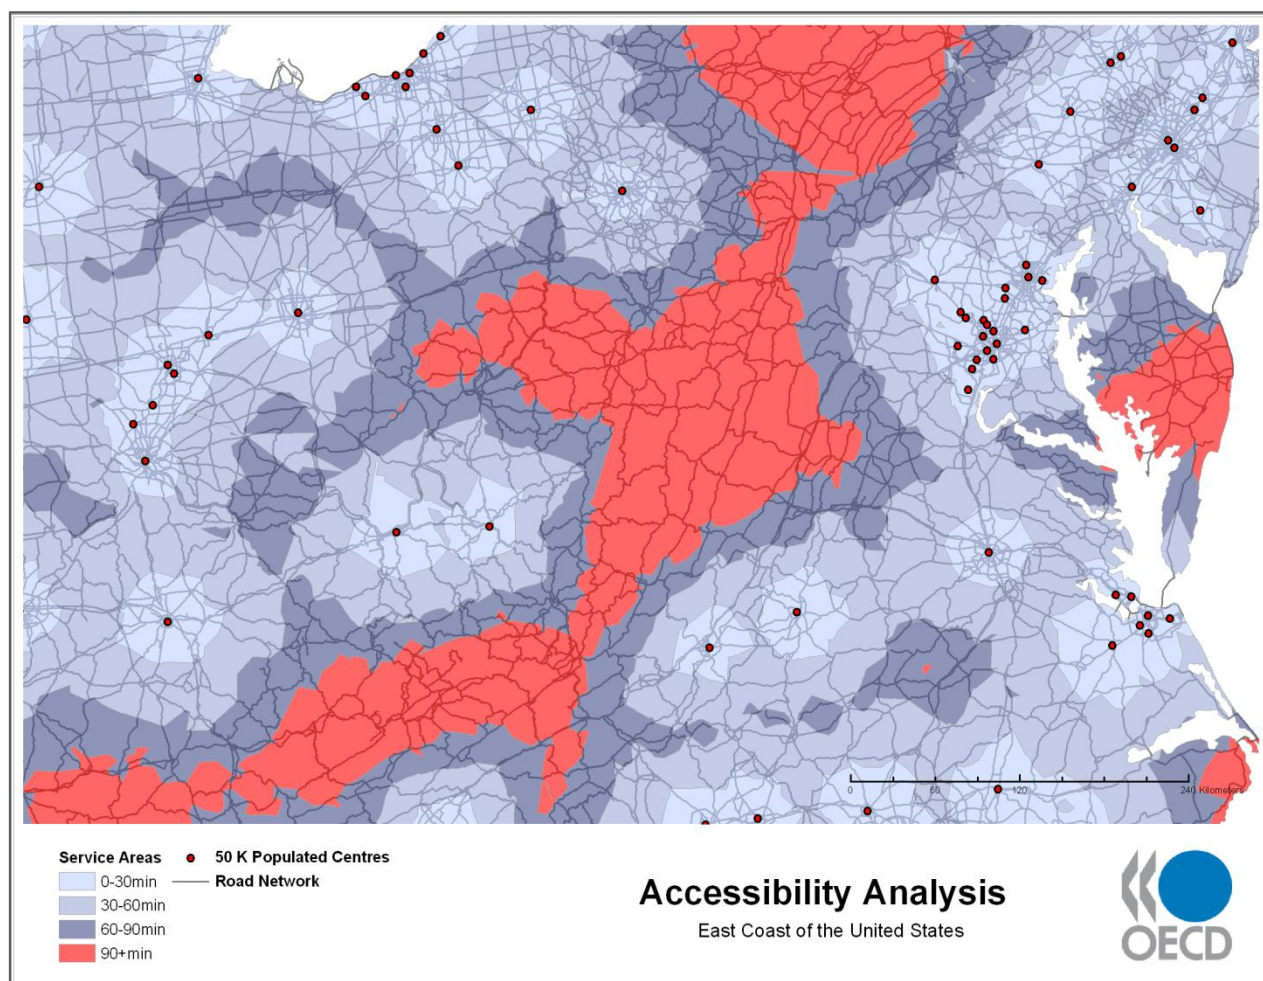 0 60 120 240 Kilometers
Service Areas
0-30min
30-60min
60-90min
90+min
50 K Populated Centres
Road Network
Accessibility Analysis
East Coast of the United States
OECD